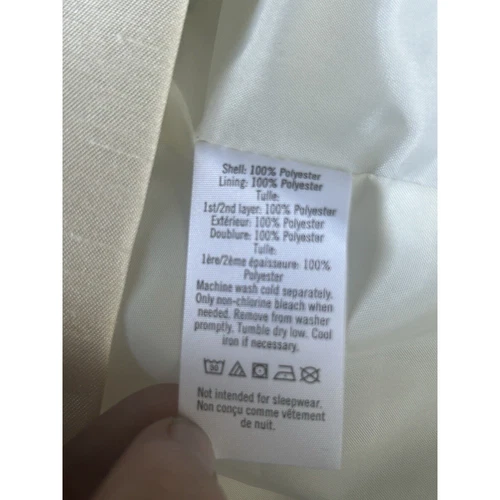 Shell: 100% Polyester
Lining: 100% Polyester
Tulle:
1st/2nd layer: 100% Polyester
Extérieur: 100% Polyester
Doublure: 100% Polyester
Tulle:
1ère/2ème épaisseur: 100%
Polyester
Machine wash cold separately.
Only non-chlorine bleach when
needed. Remove from washer
promptly. Tumble dry low. Cool
iron if necessary.
30
Not intended for sleepwear.
Non conçu comme vêtement
de nuit.